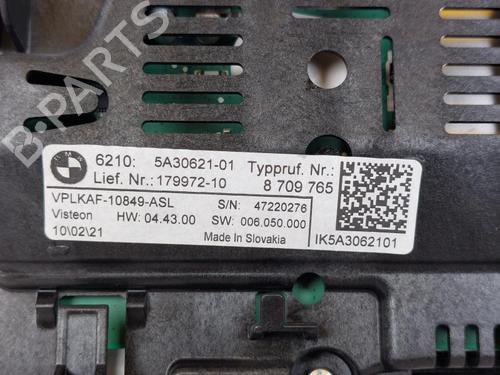 B-PARTS
6210: 5A30621-01 Typpruf. Nr.:
Lief. Nr.: 179972-10 8 709 765
VPLKAF-10849-ASL S/N: 47220276
Visteon HW: 04.43.00 SW: 006.050.000
10\02\21 Made In Slovakia IK5A3062101